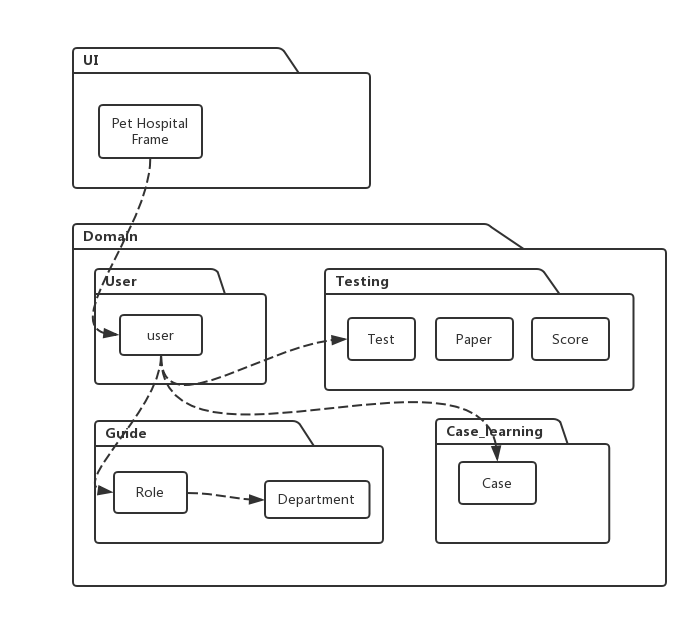 UI
Pet Hospital
Frame
Domain
User
user
Testing
Test
Paper
Score
Guide
Role
Department
Case_learning
Case